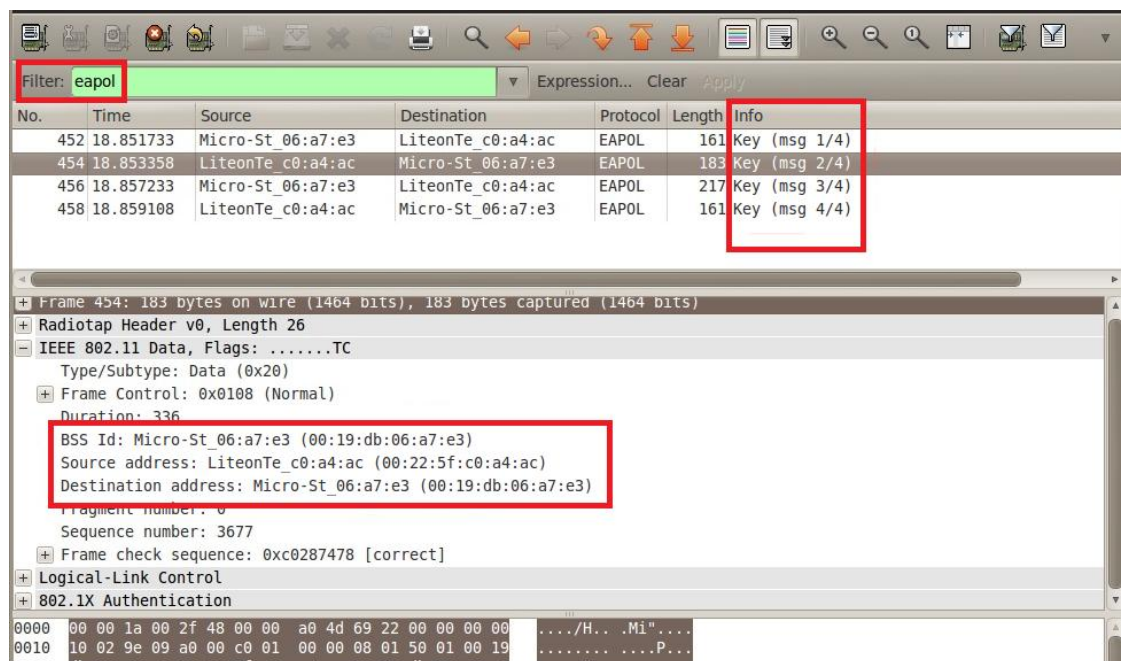 Filter: eapol Expression... Clear Apply
No. Time Source Destination Protocol Length Info
452 18.851733 Micro-St_06:a7:e3 LiteonTe_c0:a4:ac EAPOL 161 Key (msg 1/4)
454 18.853358 LiteonTe_c0:a4:ac Micro-St_06:a7:e3 EAPOL 183 Key (msg 2/4)
456 18.857233 Micro-St_06:a7:e3 LiteonTe_c0:a4:ac EAPOL 217 Key (msg 3/4)
458 18.859108 LiteonTe_c0:a4:ac Micro-St_06:a7:e3 EAPOL 161 Key (msg 4/4)
Frame 454: 183 bytes on wire (1464 bits), 183 bytes captured (1464 bits)
Radiotap Header v0, Length 26
IEEE 802.11 Data, Flags: .......TC
Type/Subtype: Data (0x20)
Frame Control: 0x0108 (Normal)
Duration: 336
BSS Id: Micro-St_06:a7:e3 (00:19:db:06:a7:e3)
Source address: LiteonTe_c0:a4:ac (00:22:5f:c0:a4:ac)
Destination address: Micro-St_06:a7:e3 (00:19:db:06:a7:e3)
Fragment number: 0
Sequence number: 3677
Frame check sequence: 0xc0287478 [correct]
Logical-Link Control
802.1X Authentication
0000 00 00 1a 00 2f 48 00 00 a0 4d 69 22 00 00 00 00 ..../H.. .Mi"....
0010 10 02 9e 09 a0 00 c0 01 00 00 08 01 50 01 00 19 ........ ....P...